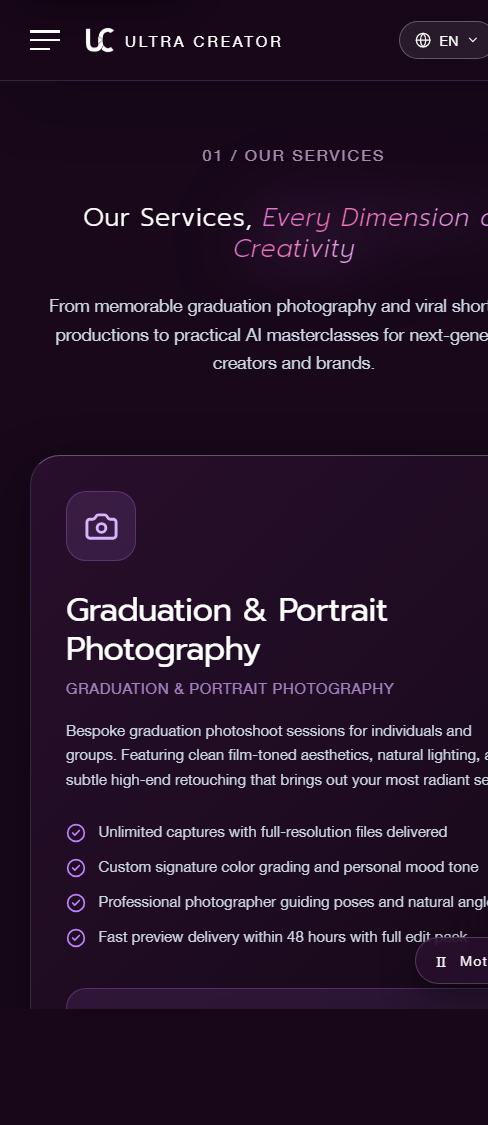 UC ULTRA CREATOR
EN
01 / OUR SERVICES
Our Services, Every Dimension
Creativity
From memorable graduation photography and viral short
productions to practical AI masterclasses for next-gene
creators and brands.
Graduation & Portrait
Photography
GRADUATION & PORTRAIT PHOTOGRAPHY
Bespoke graduation photoshoot sessions for individuals and
groups. Featuring clean film-toned aesthetics, natural lighting,
subtle high-end retouching that brings out your most radiant se
Unlimited captures with full-resolution files delivered
Custom signature color grading and personal mood tone
Professional photographer guiding poses and natural angl
Fast preview delivery within 48 hours with full edit pack
Mot